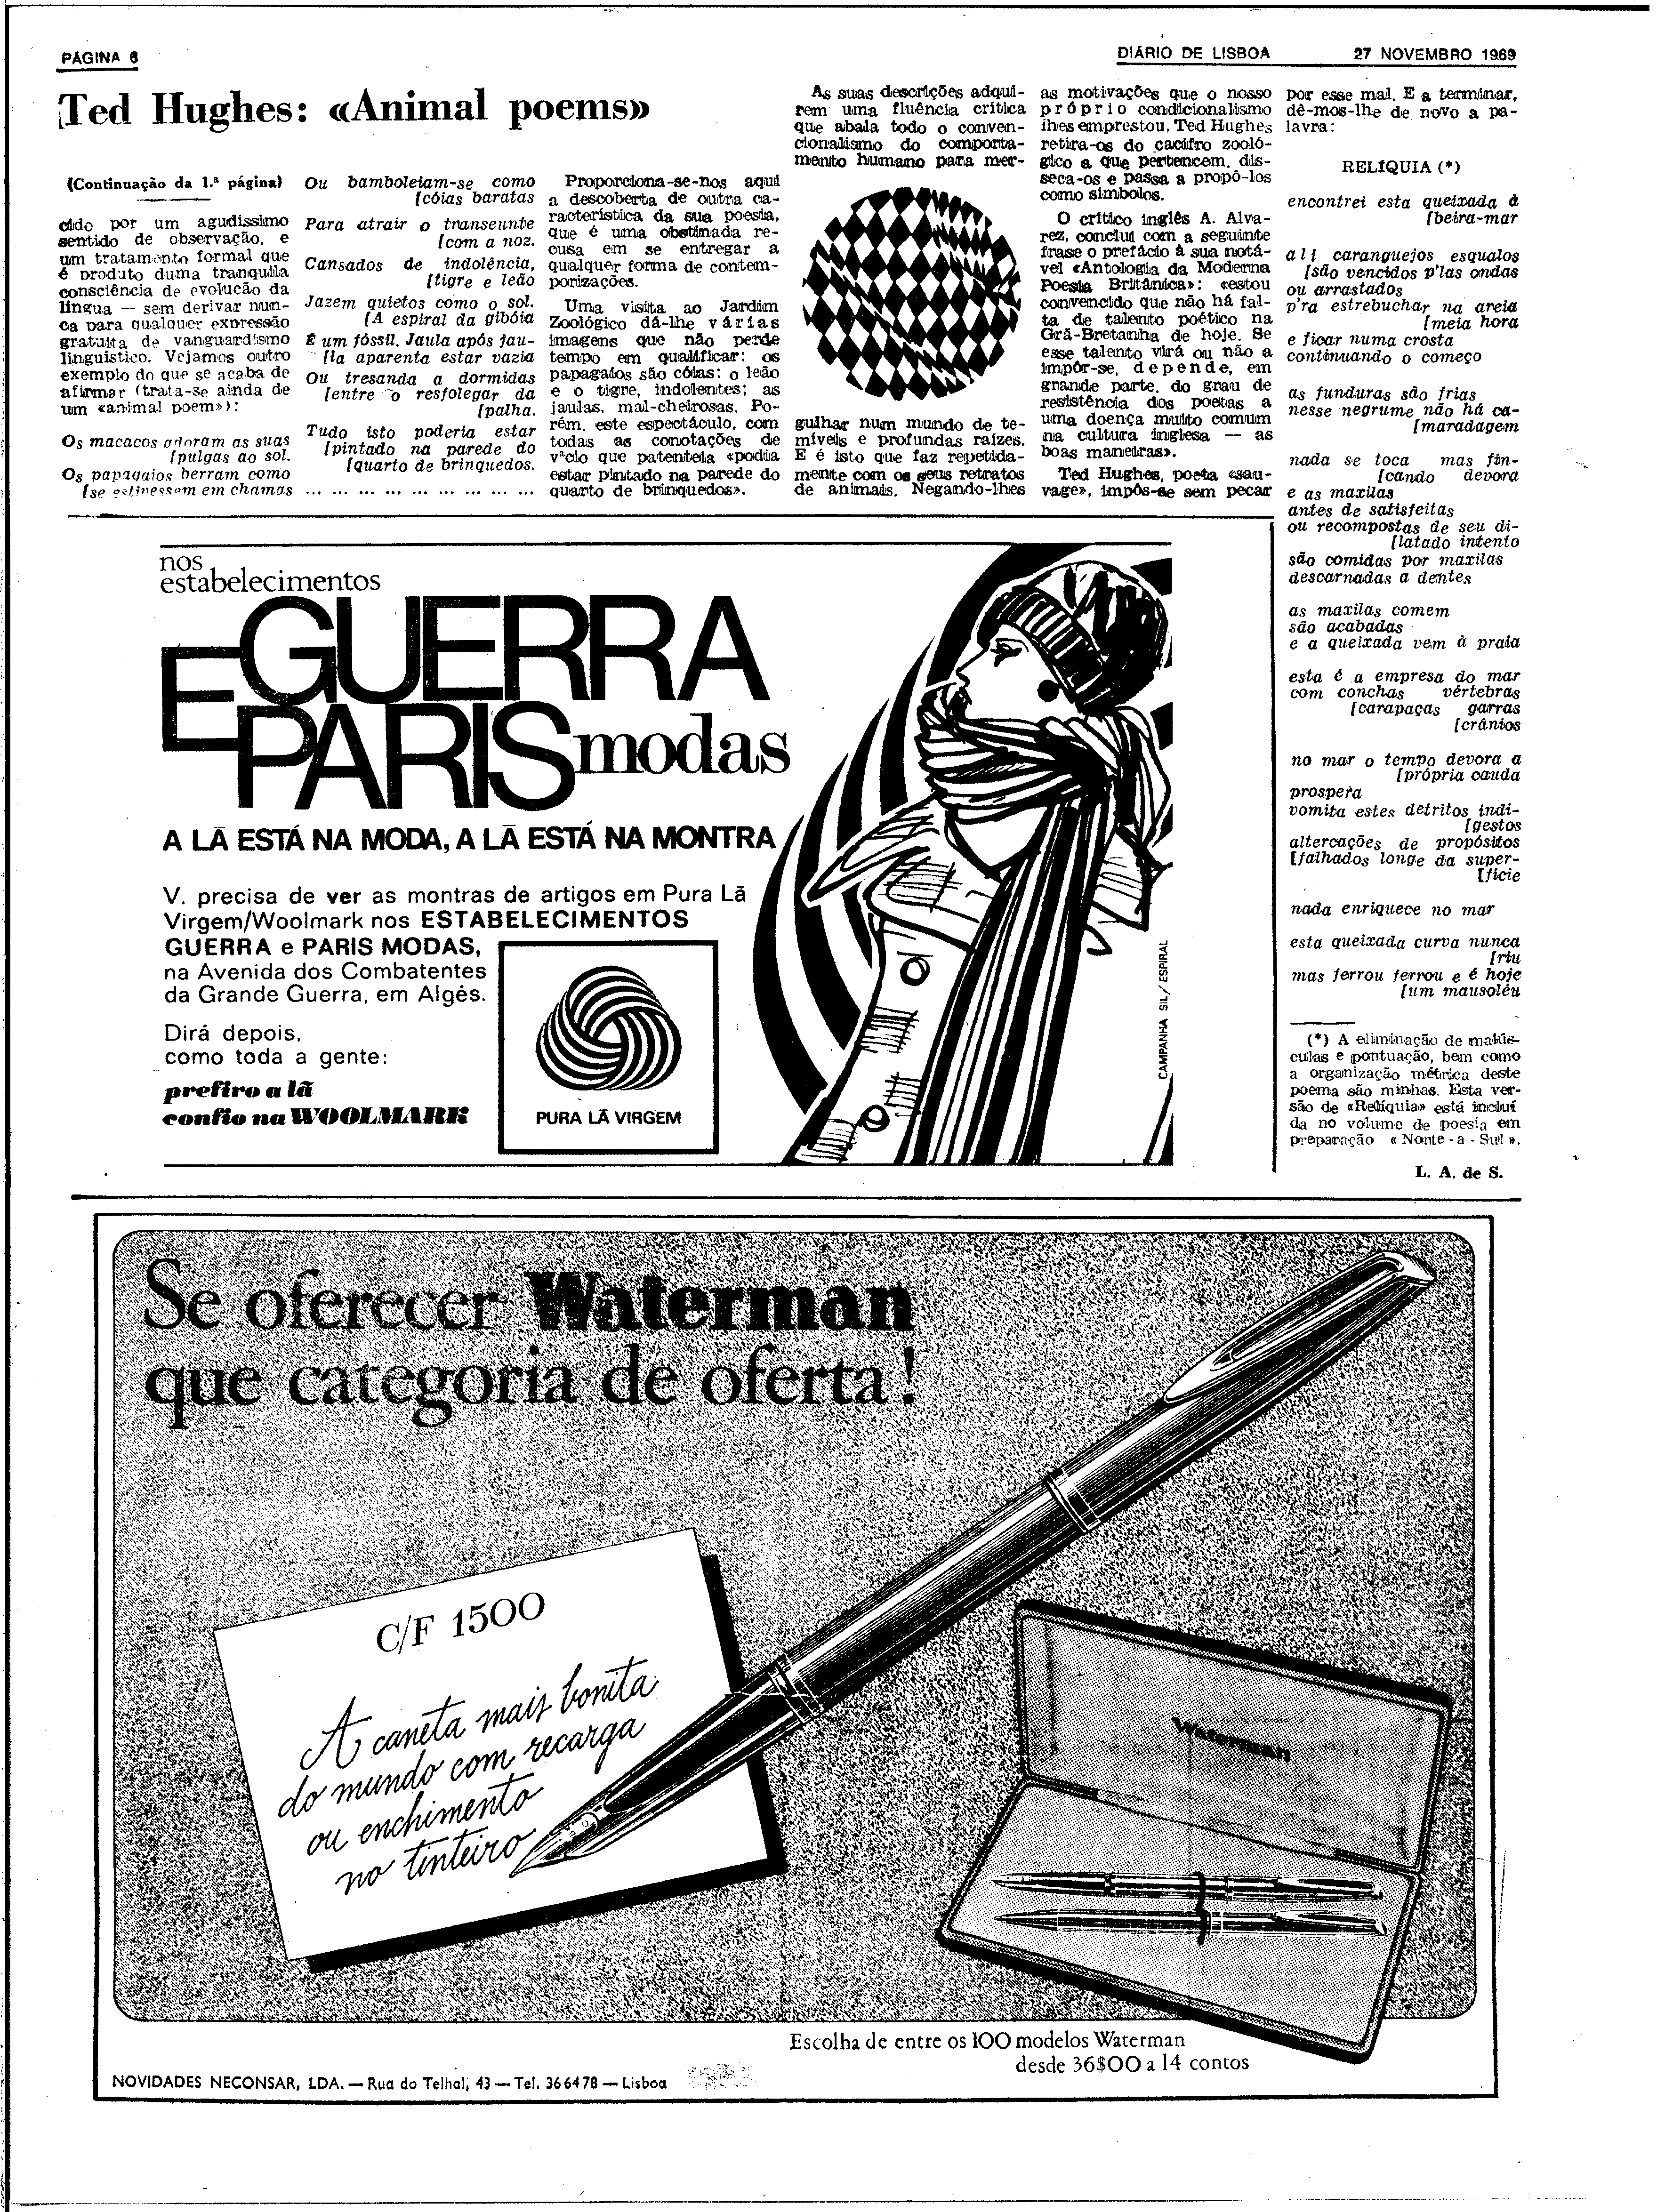 PÁGINA 6
DIÁRIO DE LISBOA
27 NOVEMBRO 1969
Ted Hughes: «Animal poems»
(Continuação da 1.ª página)
cido por um agudíssimo
sentido de observação, e
um tratamento formal que
é produto duma tranquila
consciência de evolucão da
língua — sem derivar nun-
ca para qualquer expressão
gratuita de vanguardismo
linguístico. Vejamos outro
exemplo do que se acaba de
afirmar (trata-se ainda de
um «animal poem»):
Os macacos adoram as suas
[pulgas ao sol.
Os papagaios berram como
[se estivessem em chamas
Ou bamboleiam-se como
[cóias baratas
Para atrair o transeunte
[com a noz.
Cansados de indolência,
[tigre e leão
Jazem quietos como o sol.
[A espiral da gibóia
É um fóssil. Jaula após jau-
[la aparenta estar vazia
Ou tresanda a dormidas
[entre o resfolegar da
[palha.
Tudo isto poderia estar
[pintado na parede do
[quarto de brinquedos.
... ... ... ... ... ... ... ... ...
Proporciona-se-nos aqui
a descoberta de outra ca-
racterística da sua poesia,
que é uma obstinada re-
cusa em se entregar a
qualquer forma de contem-
porizações.
Uma visita ao Jardim
Zoológico dá-lhe várias
imagens que não perde
tempo em qualificar: os
papagaios são cóias; o leão
e o tigre, indolentes; as
jaulas, mal-cheirosas. Po-
rém, este espectáculo, com
todas as conotações de
vácio que patenteia «podia
estar pintado na parede do
quarto de brinquedos».
As suas descrições adqui-
rem uma fluência crítica
que abala todo o conven-
cionalismo do comporta-
mento humano para mer-
gulhar num mundo de te-
míveis e profundas raízes.
E é isto que faz repetida-
mente com os seus retratos
de animais. Negando-lhes
as motivações que o nosso
próprio condicionalismo
lhes emprestou, Ted Hughes
retira-os do cacifro zooló-
gico a que pertencem, dis-
seca-os e passa a propô-los
como símbolos.
O crítico inglês A. Alva-
rez, conclui com a seguinte
frase o prefácio à sua notá-
vel «Antologia da Moderna
Poesia Britânica»: «estou
convencido que não há fal-
ta de talento poético na
Grã-Bretanha de hoje. Se
esse talento virá ou não a
impôr-se, depende, em
grande parte, do grau de
resistência dos poetas a
uma doença muito comum
na cultura inglesa — as
boas maneiras».
Ted Hughes, poeta «sau-
vage», impôs-se sem pecar
por esse mal. E a terminar,
dê-mos-lhe de novo a pa-
lavra:
RELÍQUIA (*)
encontrei esta queixada à
[beira-mar
ali caranguejos esqualos
[são vencidos p'las ondas
ou arrastados
p'ra estrebuchar na areia
[meia hora
e ficar numa crosta
continuando o começo
as funduras são frias
nesse negrume não há ca-
[maradagem
nada se toca mas fin-
[cando devora
e as maxilas
antes de satisfeitas
ou recompostas de seu di-
[latado intento
são comidas por maxilas
descarnadas a dentes
as maxilas comem
são acabadas
e a queixada vem à praia
esta é a empresa do mar
com conchas vértebras
[carapaças garras
[crânios
no mar o tempo devora a
[própria cauda
prospera
vomita estes detritos indi-
[gestos
altercações de propósitos
[falhados longe da super-
[fície
nada enriquece no mar
esta queixada curva nunca
[riu
mas ferrou ferrou e é hoje
[um mausoléu
(*) A eliminação de maiús-
culas e pontuação, bem como
a organização métrica deste
poema são minhas. Esta ver-
são de «Relíquia» está incluí
da no volume de poesia em
preparação « Norte - a - Sul ».
L. A. de S.
nos
estabelecimentos
GUERRA
E PARIS modas
A LÃ ESTÁ NA MODA, A LÃ ESTÁ NA MONTRA
V. precisa de ver as montras de artigos em Pura Lã
Virgem/Woolmark nos ESTABELECIMENTOS
GUERRA e PARIS MODAS,
na Avenida dos Combatentes
da Grande Guerra, em Algés.
Dirá depois,
como toda a gente:
prefiro a lã
confio na WOOLMARK
PURA LÃ VIRGEM
CAMPANHA SIL/ ESPIRAL
Se oferecer Waterman
que categoria de oferta!
C/F 1500
A caneta mais bonita
do mundo com recarga
ou enchimento
no tinteiro
Waterman
Escolha de entre os 100 modelos Waterman
desde 36$00 a 14 contos
NOVIDADES NECONSAR, LDA. — Rua do Telhal, 43 — Tel. 36 64 78 — Lisboa